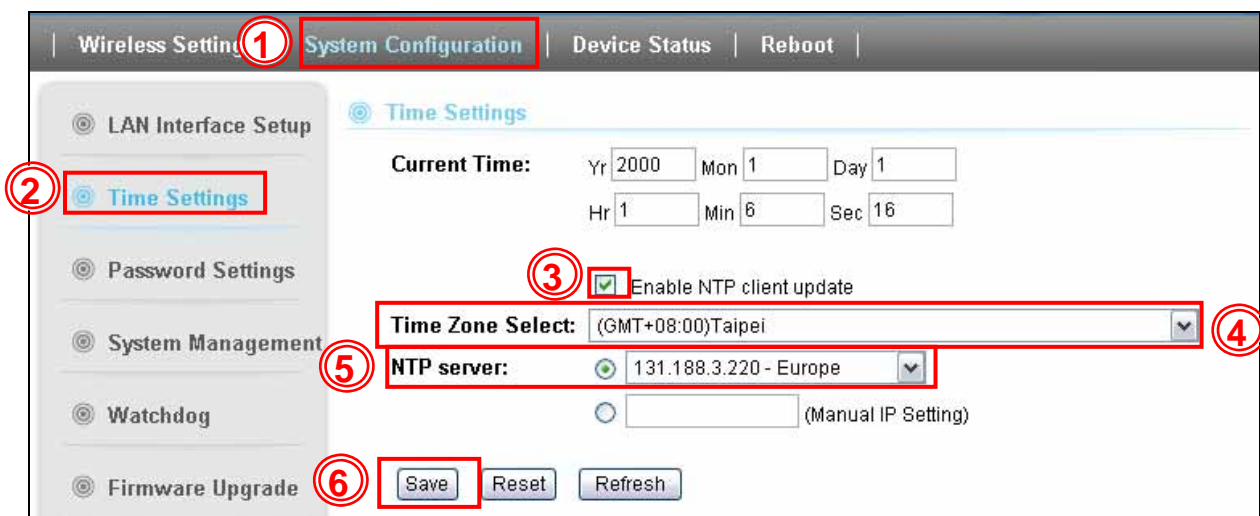 | Wireless Setting ① System Configuration | Device Status | Reboot |
LAN Interface Setup
② Time Settings
Password Settings
System Management
Watchdog
Firmware Upgrade
Time Settings
Current Time: Yr 2000 Mon 1 Day 1
Hr 1 Min 6 Sec 16
③ Enable NTP client update
Time Zone Select: (GMT+08:00)Taipei ④
⑤ NTP server: 131.188.3.220 - Europe
(Manual IP Setting)
⑥ Save Reset Refresh